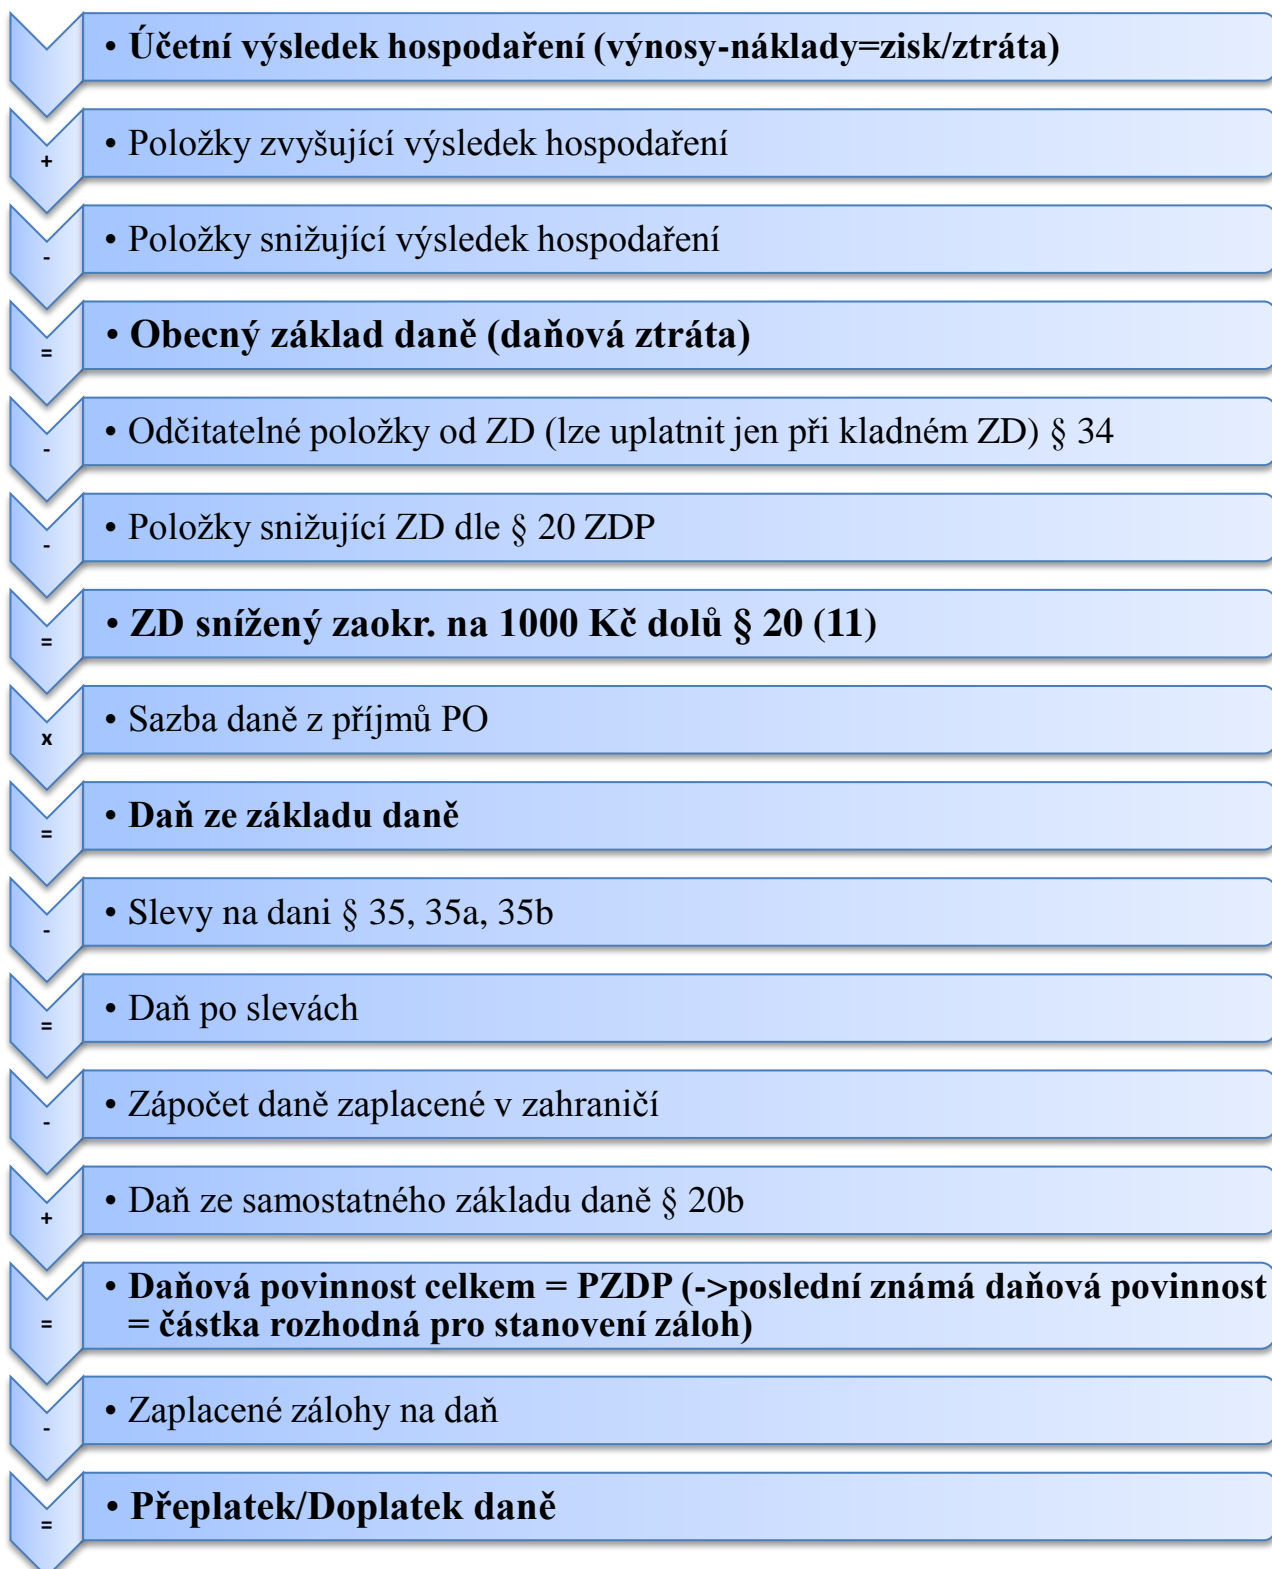 • Účetní výsledek hospodaření (výnosy-náklady=zisk/ztráta)
+
• Položky zvyšující výsledek hospodaření
-
• Položky snižující výsledek hospodaření
=
• Obecný základ daně (daňová ztráta)
-
• Odčitatelné položky od ZD (lze uplatnit jen při kladném ZD) § 34
-
• Položky snižující ZD dle § 20 ZDP
=
• ZD snížený zaokr. na 1000 Kč dolů § 20 (11)
x
• Sazba daně z příjmů PO
=
• Daň ze základu daně
-
• Slevy na dani § 35, 35a, 35b
=
• Daň po slevách
-
• Zápočet daně zaplacené v zahraničí
+
• Daň ze samostatného základu daně § 20b
=
• Daňová povinnost celkem = PZDP (->poslední známá daňová povinnost
= částka rozhodná pro stanovení záloh)
-
• Zaplacené zálohy na daň
=
• Přeplatek/Doplatek daně